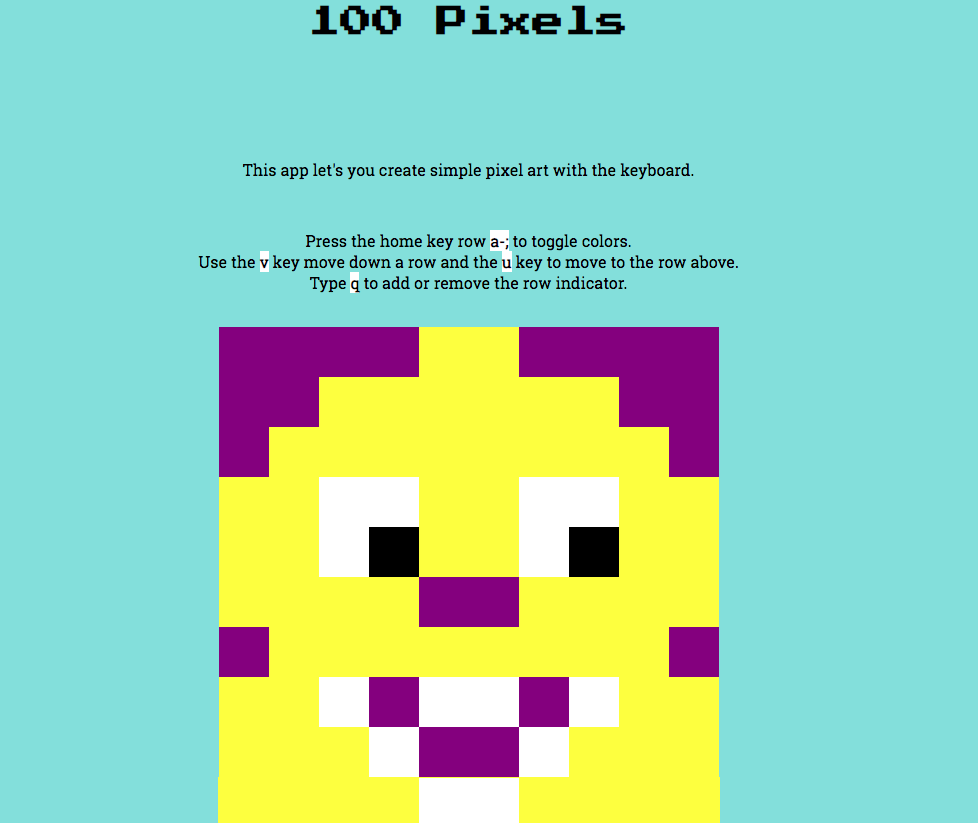 100 Pixels
This app let's you create simple pixel art with the keyboard.
Press the home key row a-; to toggle colors.
Use the v key move down a row and the u key to move to the row above.
Type q to add or remove the row indicator.